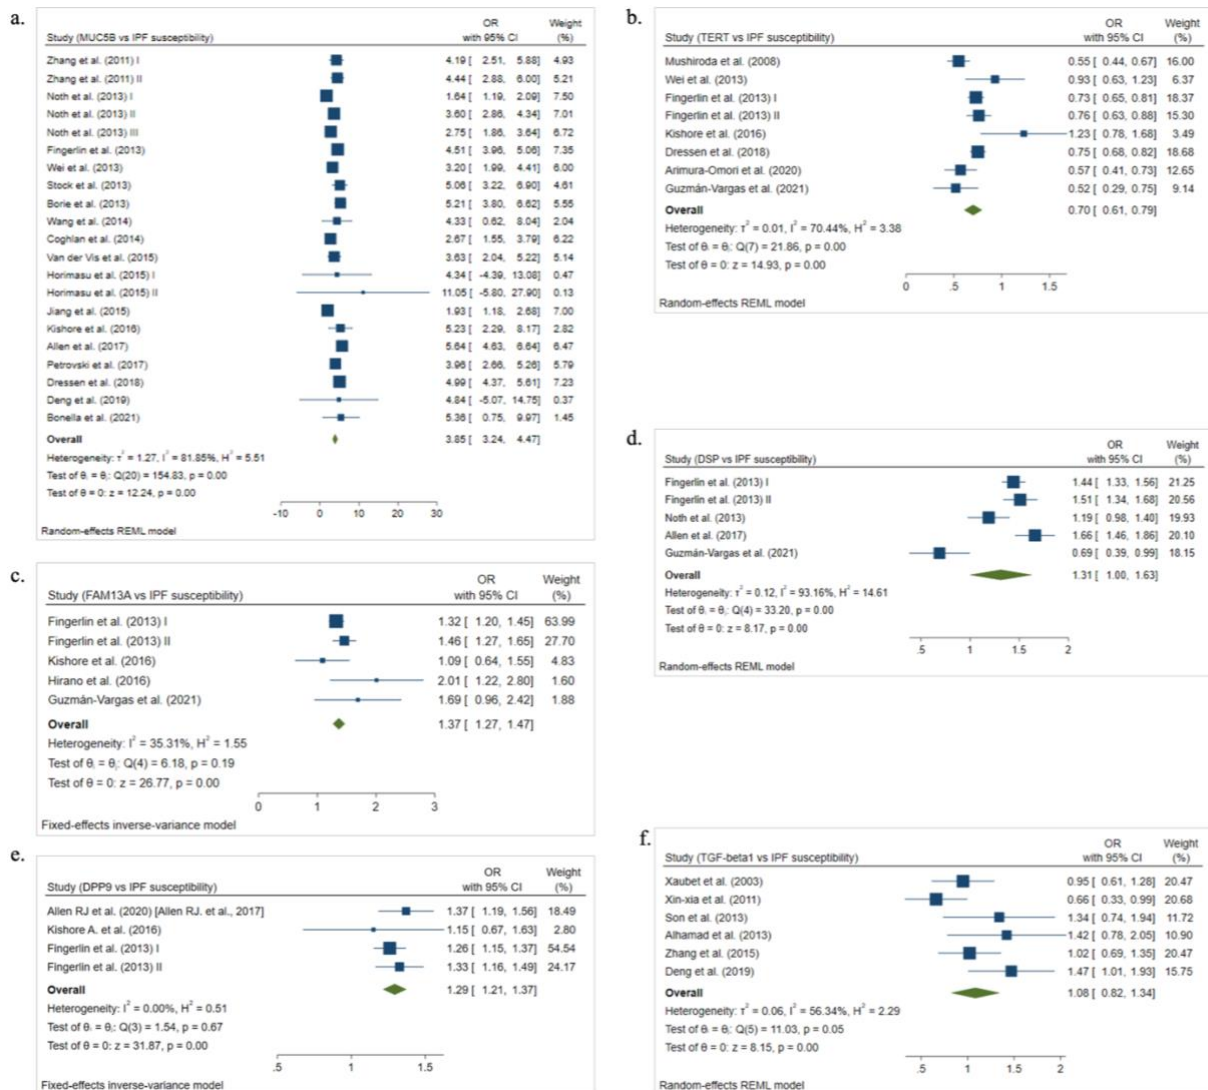 a.
OR Weight
Study (MUC5B vs IPF susceptibility) with 95% CI (%)
Zhang et al. (2011) I 4.19 [ 2.51, 5.88] 4.93
Zhang et al. (2011) II 4.44 [ 2.88, 6.00] 5.21
Noth et al. (2013) I 1.64 [ 1.19, 2.09] 7.50
Noth et al. (2013) II 3.60 [ 2.86, 4.34] 7.01
Noth et al. (2013) III 2.75 [ 1.86, 3.64] 6.72
Fingerlin et al. (2013) 4.51 [ 3.96, 5.06] 7.35
Wei et al. (2013) 3.20 [ 1.99, 4.41] 6.00
Stock et al. (2013) 5.06 [ 3.22, 6.90] 4.61
Borie et al. (2013) 5.21 [ 3.80, 6.62] 5.55
Wang et al. (2014) 4.33 [ 0.62, 8.04] 2.04
Coghlan et al. (2014) 2.67 [ 1.55, 3.79] 6.22
Van der Vis et al. (2015) 3.63 [ 2.04, 5.22] 5.14
Horimasu et al. (2015) I 4.34 [ -4.39, 13.08] 0.47
Horimasu et al. (2015) II 11.05 [ -5.80, 27.90] 0.13
Jiang et al. (2015) 1.93 [ 1.18, 2.68] 7.00
Kishore et al. (2016) 5.23 [ 2.29, 8.17] 2.82
Allen et al. (2017) 5.64 [ 4.63, 6.64] 6.47
Petrovski et al. (2017) 3.96 [ 2.66, 5.26] 5.79
Dressen et al. (2018) 4.99 [ 4.37, 5.61] 7.23
Deng et al. (2019) 4.84 [ -5.07, 14.75] 0.37
Bonella et al. (2021) 5.36 [ 0.75, 9.97] 1.45
Overall 3.85 [ 3.24, 4.47]
Heterogeneity: τ² = 1.27, I² = 81.85%, H² = 5.51
Test of θᵢ = θⱼ: Q(20) = 154.83, p = 0.00
Test of θ = 0: z = 12.24, p = 0.00
-10 0 10 20 30
Random-effects REML model
b.
OR Weight
Study (TERT vs IPF susceptibility) with 95% CI (%)
Mushiroda et al. (2008) 0.55 [ 0.44, 0.67] 16.00
Wei et al. (2013) 0.93 [ 0.63, 1.23] 6.37
Fingerlin et al. (2013) I 0.73 [ 0.65, 0.81] 18.37
Fingerlin et al. (2013) II 0.76 [ 0.63, 0.88] 15.30
Kishore et al. (2016) 1.23 [ 0.78, 1.68] 3.49
Dressen et al. (2018) 0.75 [ 0.68, 0.82] 18.68
Arimura-Omori et al. (2020) 0.57 [ 0.41, 0.73] 12.65
Guzmán-Vargas et al. (2021) 0.52 [ 0.29, 0.75] 9.14
Overall 0.70 [ 0.61, 0.79]
Heterogeneity: τ² = 0.01, I² = 70.44%, H² = 3.38
Test of θᵢ = θⱼ: Q(7) = 21.86, p = 0.00
Test of θ = 0: z = 14.93, p = 0.00
0 .5 1 1.5
Random-effects REML model
c.
OR Weight
Study (FAM13A vs IPF susceptibility) with 95% CI (%)
Fingerlin et al. (2013) I 1.32 [ 1.20, 1.45] 63.99
Fingerlin et al. (2013) II 1.46 [ 1.27, 1.65] 27.70
Kishore et al. (2016) 1.09 [ 0.64, 1.55] 4.83
Hirano et al. (2016) 2.01 [ 1.22, 2.80] 1.60
Guzmán-Vargas et al. (2021) 1.69 [ 0.96, 2.42] 1.88
Overall 1.37 [ 1.27, 1.47]
Heterogeneity: I² = 35.31%, H² = 1.55
Test of θᵢ = θⱼ: Q(4) = 6.18, p = 0.19
Test of θ = 0: z = 26.77, p = 0.00
0 1 2 3
Fixed-effects inverse-variance model
d.
OR Weight
Study (DSP vs IPF susceptibility) with 95% CI (%)
Fingerlin et al. (2013) I 1.44 [ 1.33, 1.56] 21.25
Fingerlin et al. (2013) II 1.51 [ 1.34, 1.68] 20.56
Noth et al. (2013) 1.19 [ 0.98, 1.40] 19.93
Allen et al. (2017) 1.66 [ 1.46, 1.86] 20.10
Guzmán-Vargas et al. (2021) 0.69 [ 0.39, 0.99] 18.15
Overall 1.31 [ 1.00, 1.63]
Heterogeneity: τ² = 0.12, I² = 93.16%, H² = 14.61
Test of θᵢ = θⱼ: Q(4) = 33.20, p = 0.00
Test of θ = 0: z = 8.17, p = 0.00
.5 1 1.5 2
Random-effects REML model
e.
OR Weight
Study (DPP9 vs IPF susceptibility) with 95% CI (%)
Allen RJ et al. (2020) [Allen RJ. et al., 2017] 1.37 [ 1.19, 1.56] 18.49
Kishore A. et al. (2016) 1.15 [ 0.67, 1.63] 2.80
Fingerlin et al. (2013) I 1.26 [ 1.15, 1.37] 54.54
Fingerlin et al. (2013) II 1.33 [ 1.16, 1.49] 24.17
Overall 1.29 [ 1.21, 1.37]
Heterogeneity: I² = 0.00%, H² = 0.51
Test of θᵢ = θⱼ: Q(3) = 1.54, p = 0.67
Test of θ = 0: z = 31.87, p = 0.00
.5 1 1.5
Fixed-effects inverse-variance model
f.
OR Weight
Study (TGF-beta1 vs IPF susceptibility) with 95% CI (%)
Xaubet et al. (2003) 0.95 [ 0.61, 1.28] 20.47
Xin-xia et al. (2011) 0.66 [ 0.33, 0.99] 20.68
Son et al. (2013) 1.34 [ 0.74, 1.94] 11.72
Alhamad et al. (2013) 1.42 [ 0.78, 2.05] 10.90
Zhang et al. (2015) 1.02 [ 0.69, 1.35] 20.47
Deng et al. (2019) 1.47 [ 1.01, 1.93] 15.75
Overall 1.08 [ 0.82, 1.34]
Heterogeneity: τ² = 0.06, I² = 56.34%, H² = 2.29
Test of θᵢ = θⱼ: Q(5) = 11.03, p = 0.05
Test of θ = 0: z = 8.15, p = 0.00
.5 1 1.5 2
Random-effects REML model